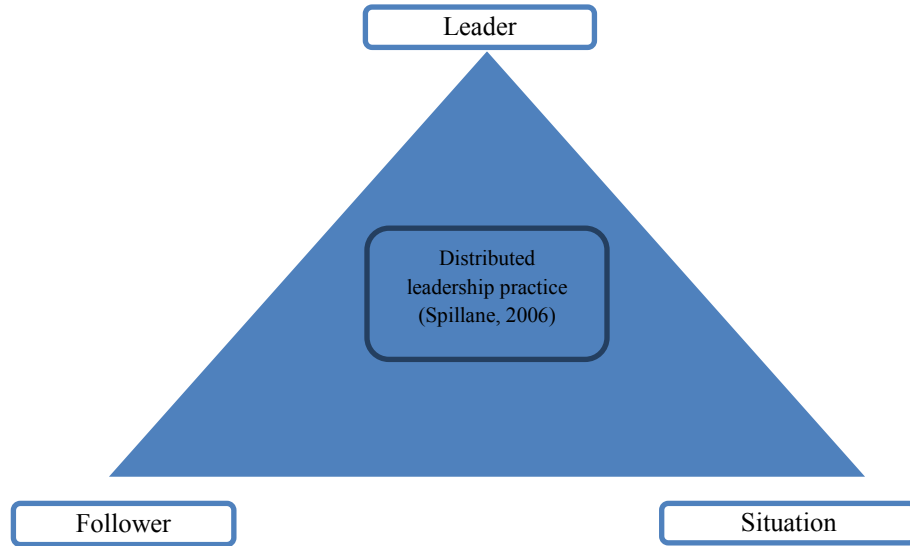 Leader
Distributed
leadership practice
(Spillane, 2006)
Follower
Situation